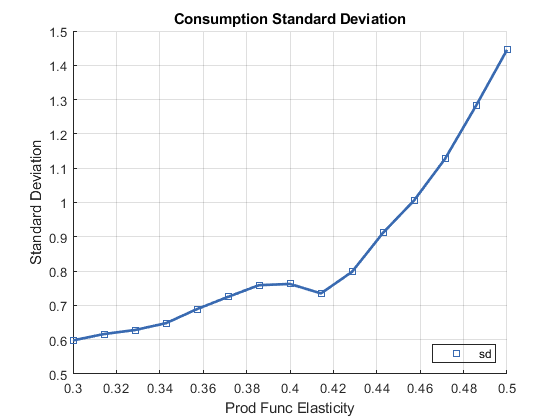 Consumption Standard Deviation
1.5
1.4
1.3
1.2
1.1
1
0.9
0.8
0.7
0.6
0.5
Standard Deviation
sd
0.3 0.32 0.34 0.36 0.38 0.4 0.42 0.44 0.46 0.48 0.5
Prod Func Elasticity